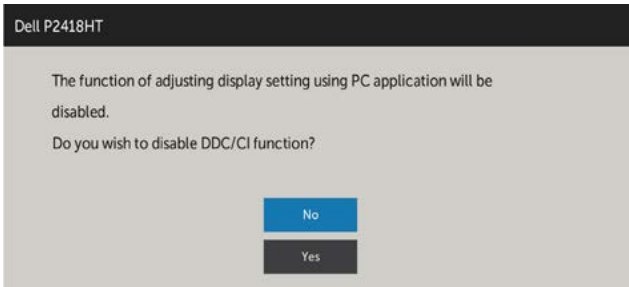 Dell P2418HT
The function of adjusting display setting using PC application will be
disabled.
Do you wish to disable DDC/CI function?
No
Yes